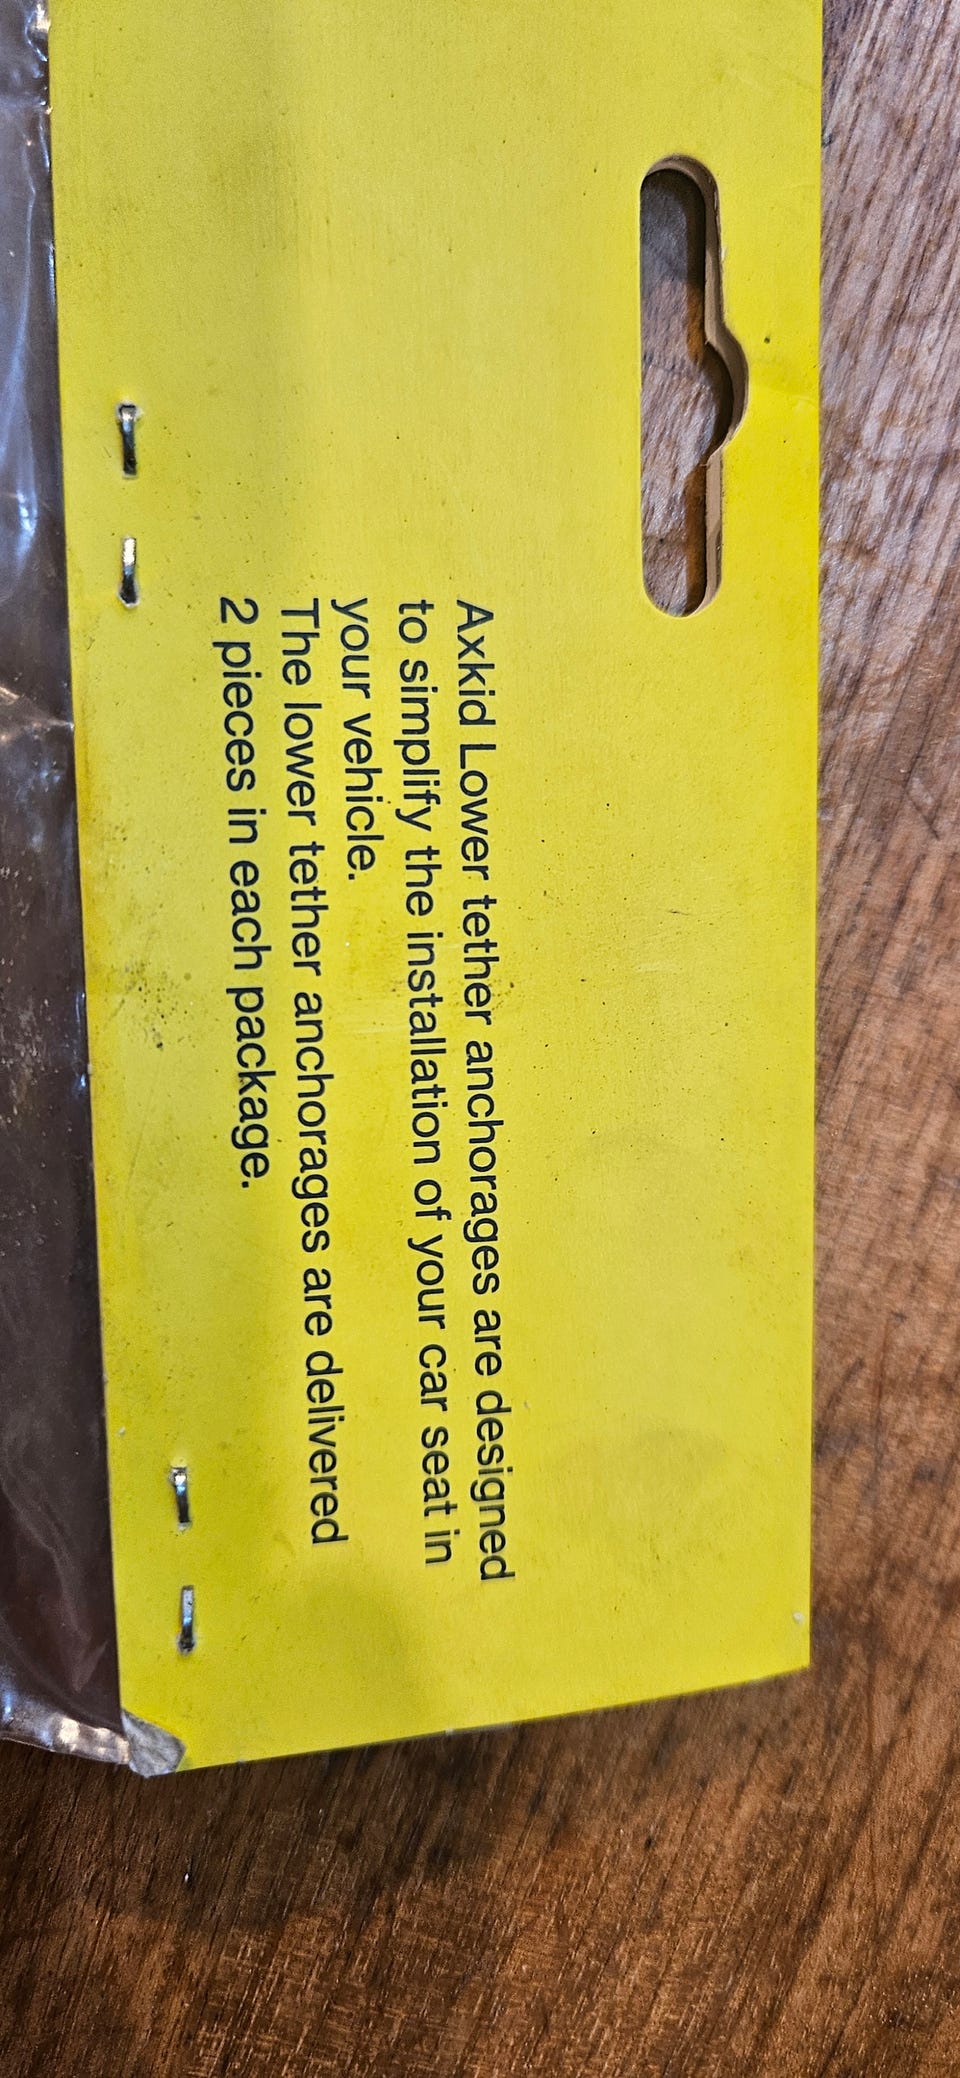 Axkid Lower tether anchorages are designed
to simplify the installation of your car seat in
your vehicle.
The lower tether anchorages are delivered
2 pieces in each package.